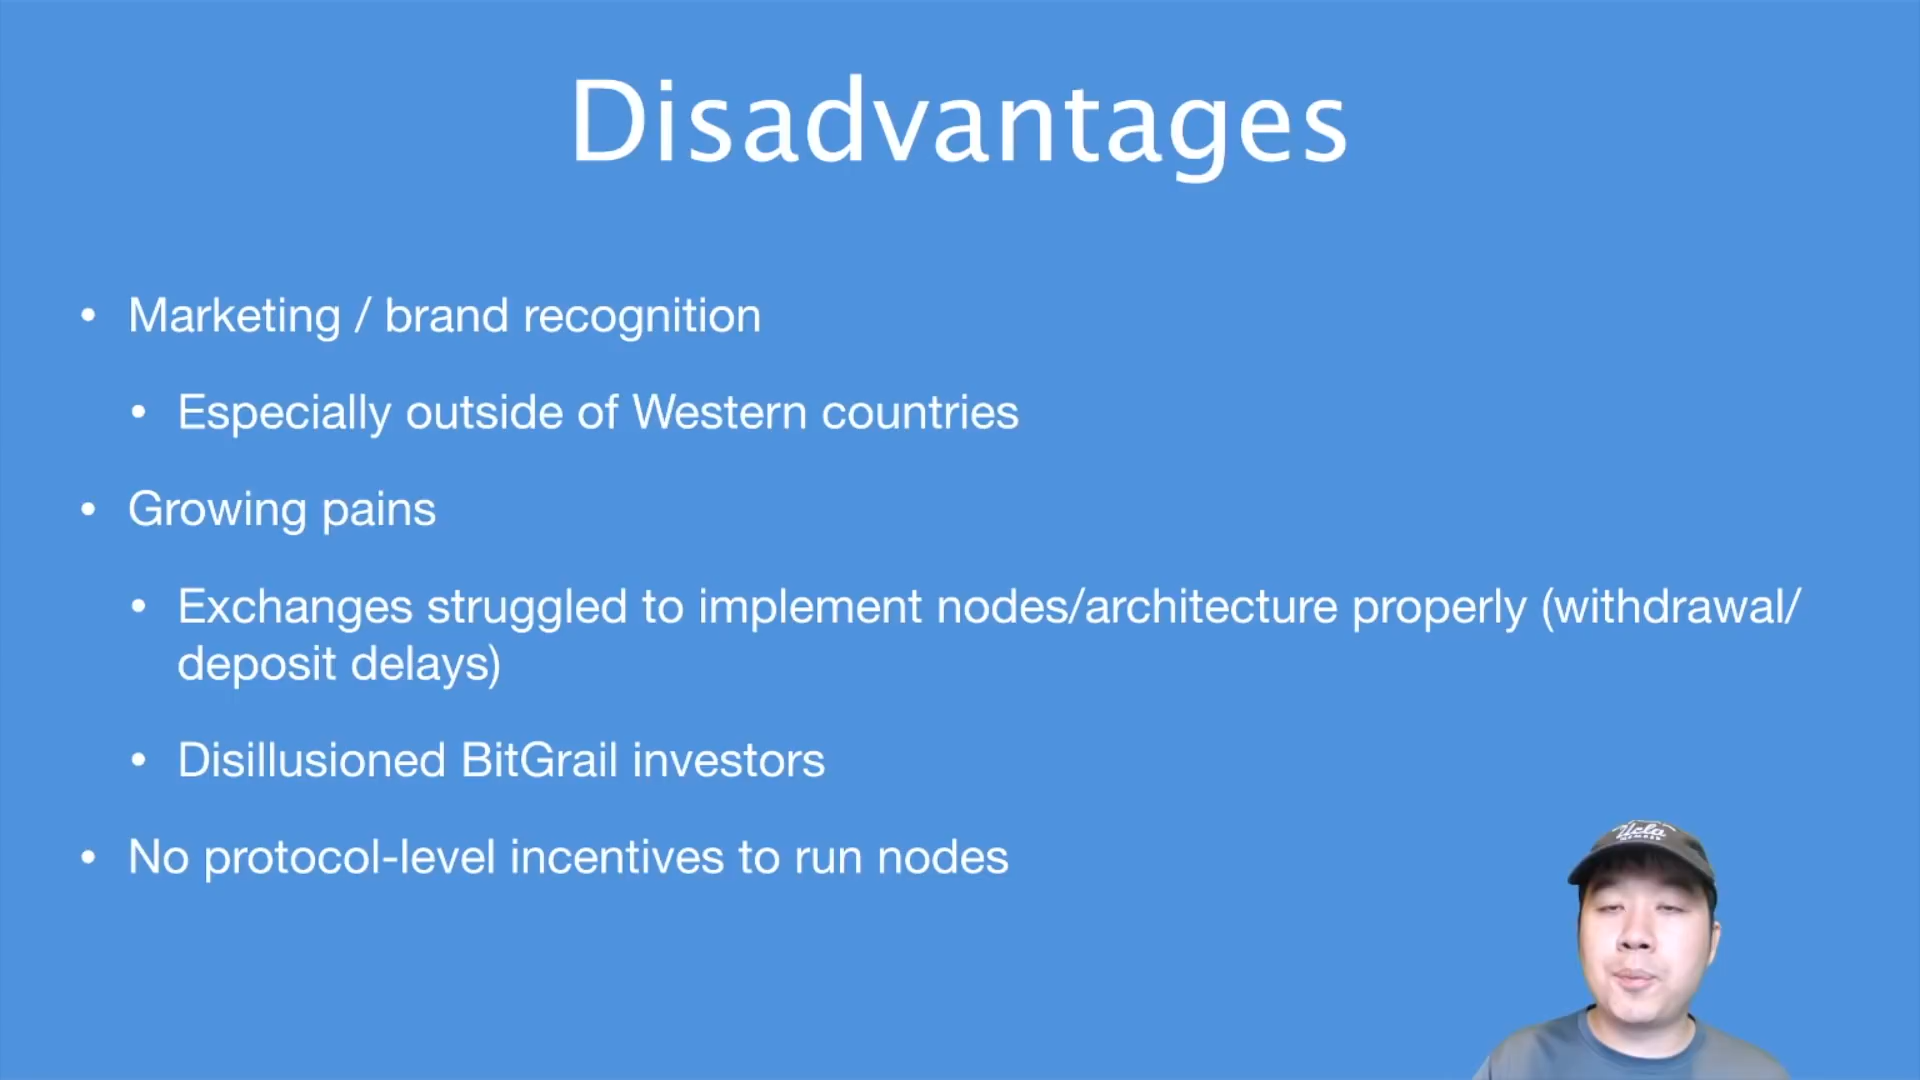 Disadvantages
• Marketing / brand recognition
• Especially outside of Western countries
• Growing pains
• Exchanges struggled to implement nodes/architecture properly (withdrawal/
deposit delays)
• Disillusioned BitGrail investors
• No protocol-level incentives to run nodes
Ucla